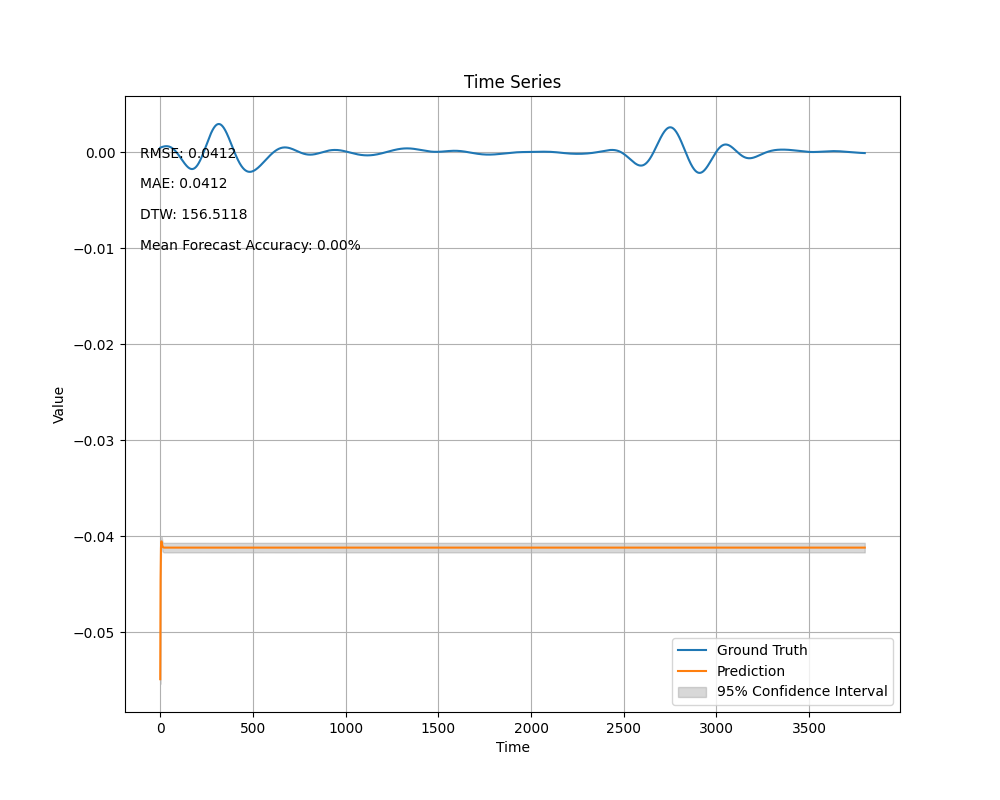 Time Series
RMSE: 0.0412
MAE: 0.0412
DTW: 156.5118
Mean Forecast Accuracy: 0.00%
0.00
−0.01
−0.02
−0.03
−0.04
−0.05
Value
Ground Truth
Prediction
95% Confidence Interval
0 500 1000 1500 2000 2500 3000 3500
Time